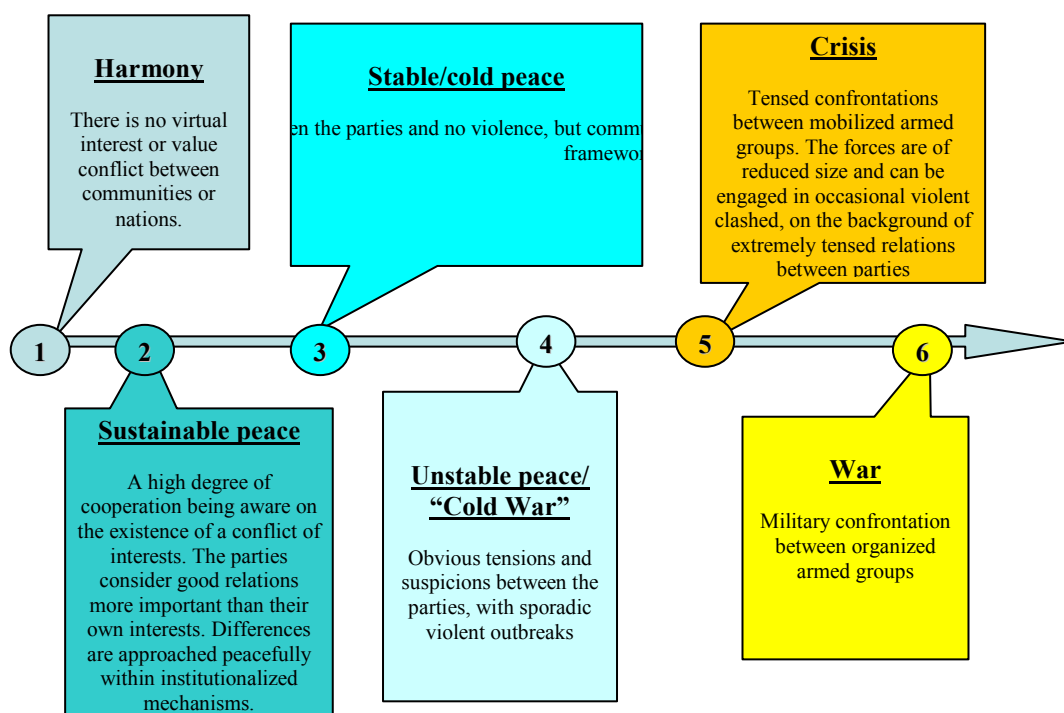 Harmony
There is no virtual
interest or value
conflict between
communities or
nations.
Stable/cold peace
the parties and no violence, but
Crisis
Tensed confrontations
between mobilized armed
groups. The forces are of
reduced size and can be
engaged in occasional violent
clashed, on the background of
extremely tensed relations
between parties
1
2
3
4
5
6
Sustainable peace
A high degree of
cooperation being aware on
the existence of a conflict of
interests. The parties
consider good relations
more important than their
own interests. Differences
are approached peacefully
within institutionalized
mechanisms.
Unstable peace/
“Cold War”
Obvious tensions and
suspicions between the
parties, with sporadic
violent outbreaks
War
Military confrontation
between organized
armed groups